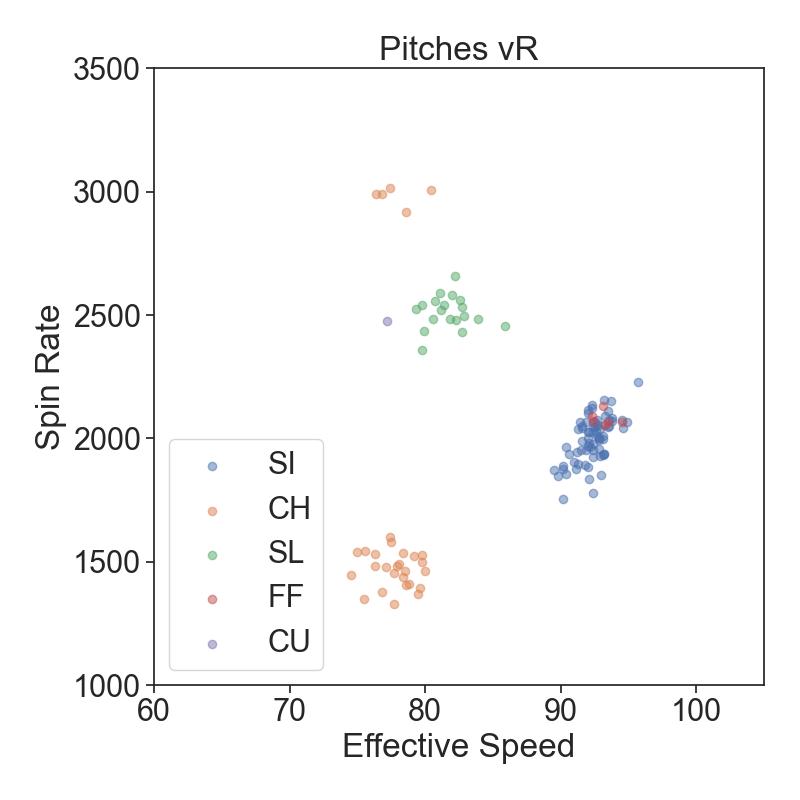 Pitches vR
3500
3000
2500
2000
1500
1000
Spin Rate
SI
CH
SL
FF
CU
60 70 80 90 100
Effective Speed